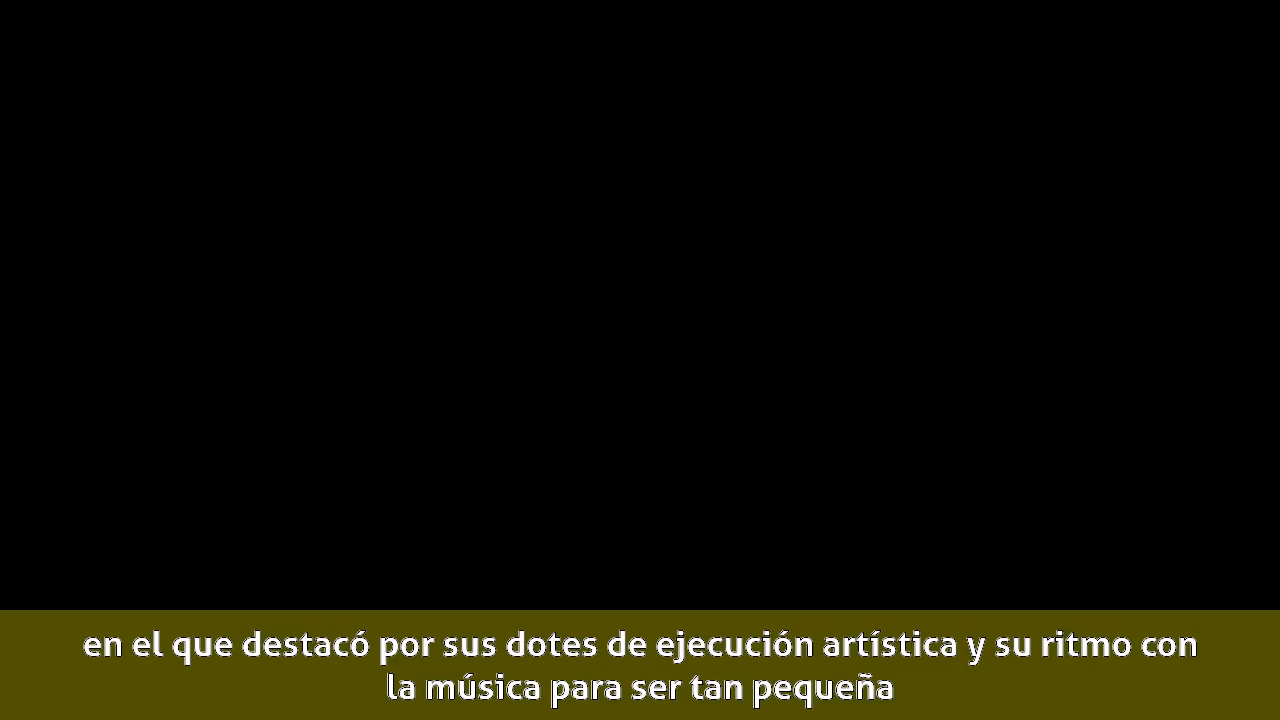 en el que destacó por sus dotes de ejecución artística y su ritmo con
la música para ser tan pequeña